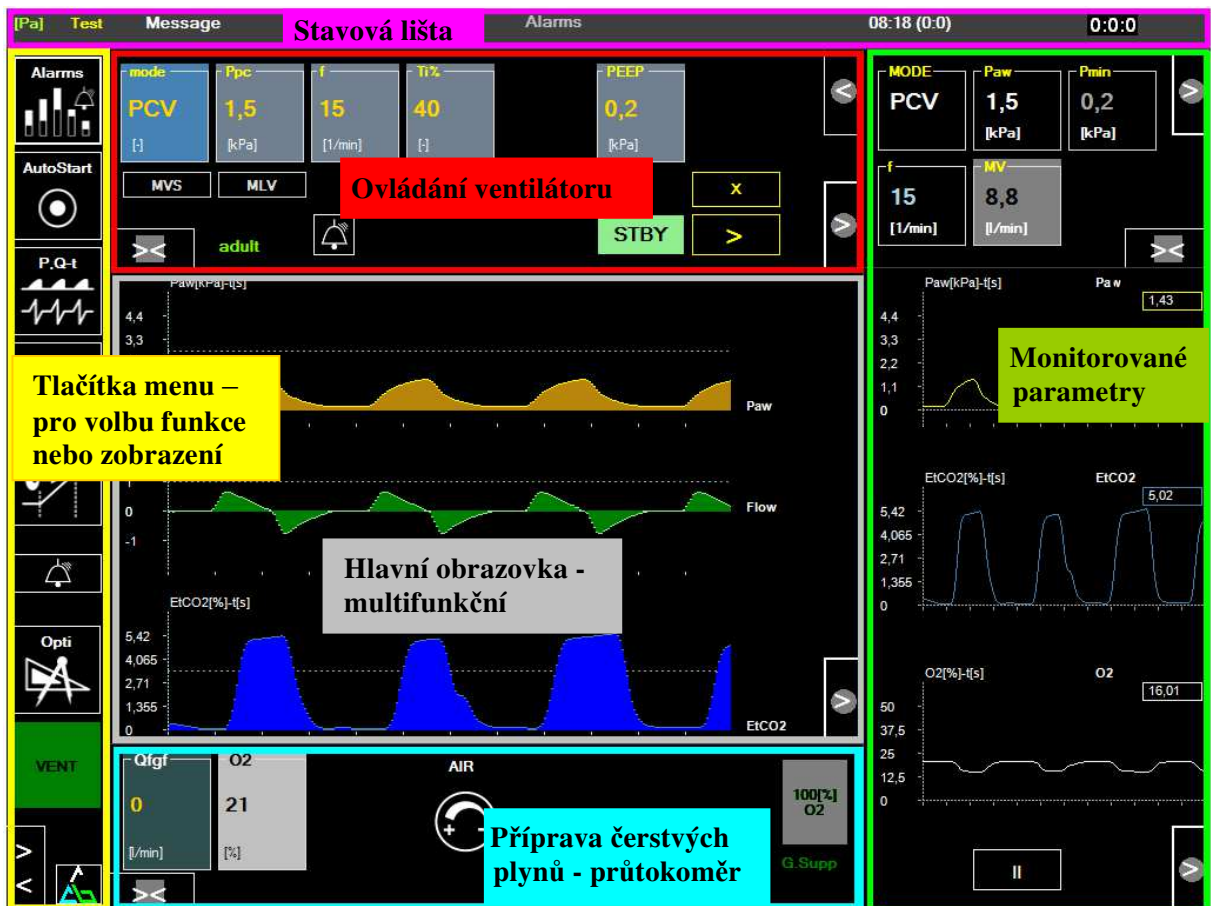 [Pa] Test Message Stavová lišta Alarms 08:18 (0:0) 0:0:0
Alarms
AutoStart
P,Q-t
Tlačítka menu –
pro volbu funkce
nebo zobrazení
Opti
VENT
>
<
mode Ppc f Ti% PEEP <
PCV 1,5 15 40 0,2
[-] [kPa] [1/min] [-] [kPa]
MVS MLV Ovládání ventilátoru x
>< adult STBY > >
Paw[kPa]-t[s]
4,4
3,3
Paw
0 Flow
-1
Hlavní obrazovka -
multifunkční
EtCO2[%]-t[s]
5,42
4,065
2,71
1,355 >
0 EtCO2
Qfgf O2 AIR
0 21 100[%]
O2
+ -
[l/min] [%]
Příprava čerstvých
plynů - průtokoměr
G.Supp
><
MODE Paw Pmin >
PCV 1,5 0,2
[kPa] [kPa]
f MV
15 8,8
[1/min] [l/min]
><
Paw[kPa]-t[s] Paw
1,43
4,4
3,3
2,2
1,1
0
Monitorované
parametry
EtCO2[%]-t[s] EtCO2
5,02
5,42
4,065
2,71
1,355
0
O2[%]-t[s] O2
16,01
50
37,5
25
12,5
0
II >